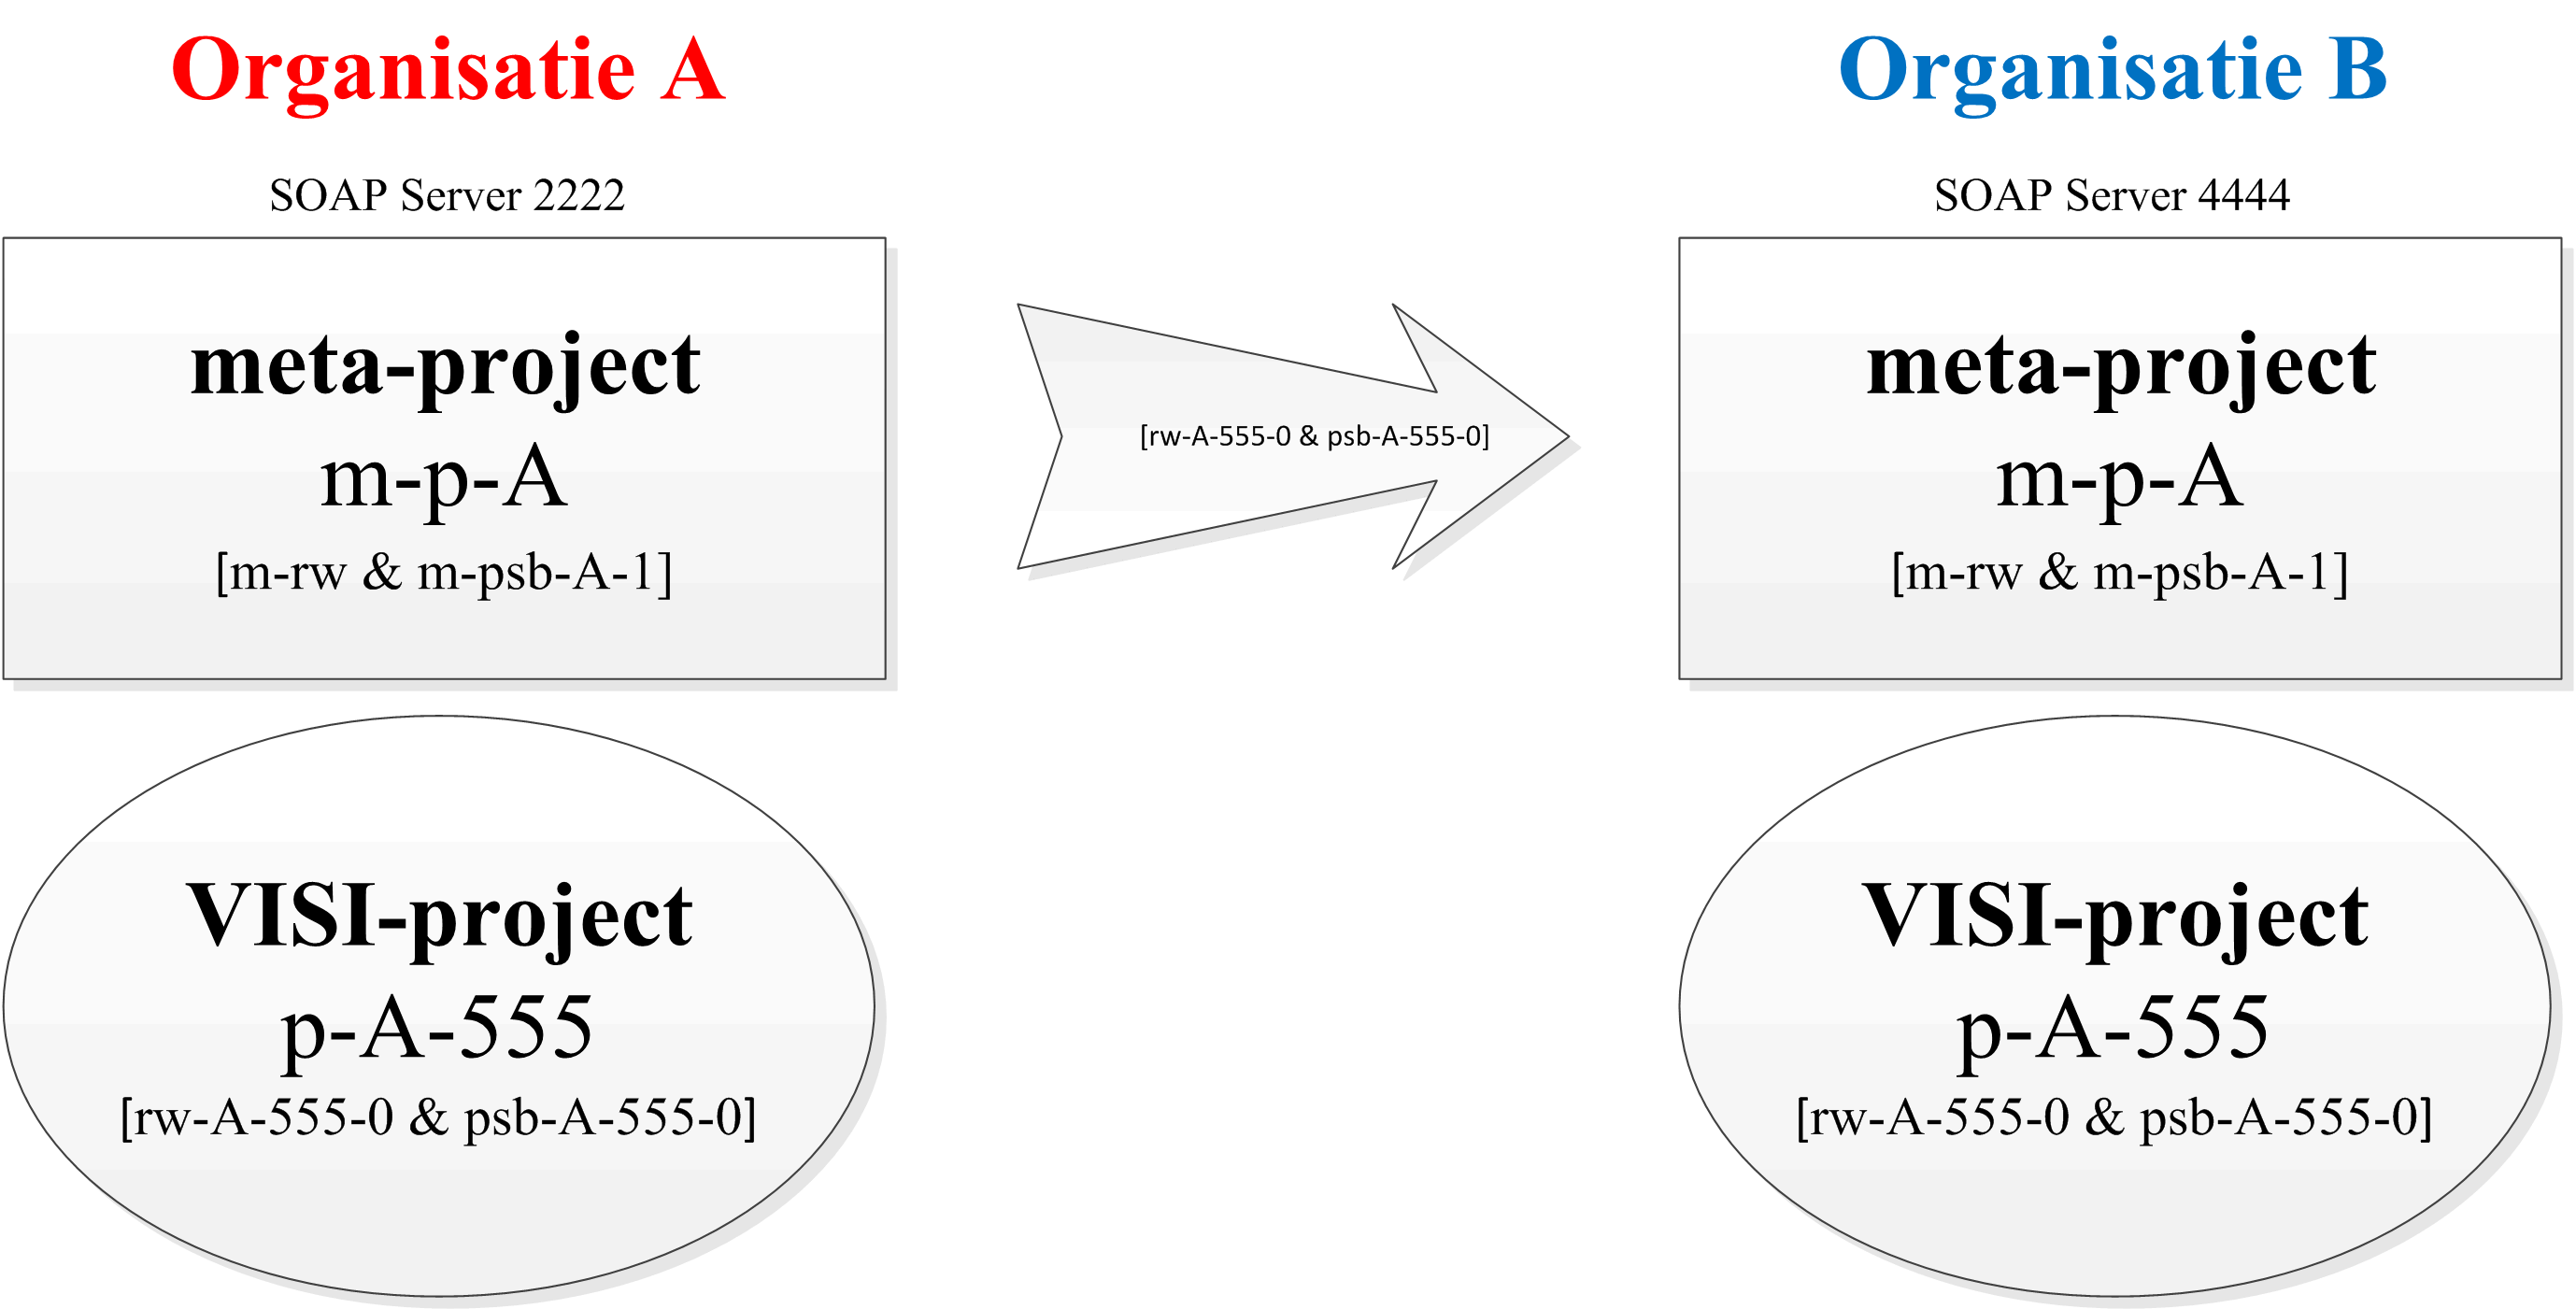 Organisatie A
SOAP Server 2222
meta-project
m-p-A
[m-rw & m-psb-A-1]
VISI-project
p-A-555
[rw-A-555-0 & psb-A-555-0]
[rw-A-555-0 & psb-A-555-0]
Organisatie B
SOAP Server 4444
meta-project
m-p-A
[m-rw & m-psb-A-1]
VISI-project
p-A-555
[rw-A-555-0 & psb-A-555-0]